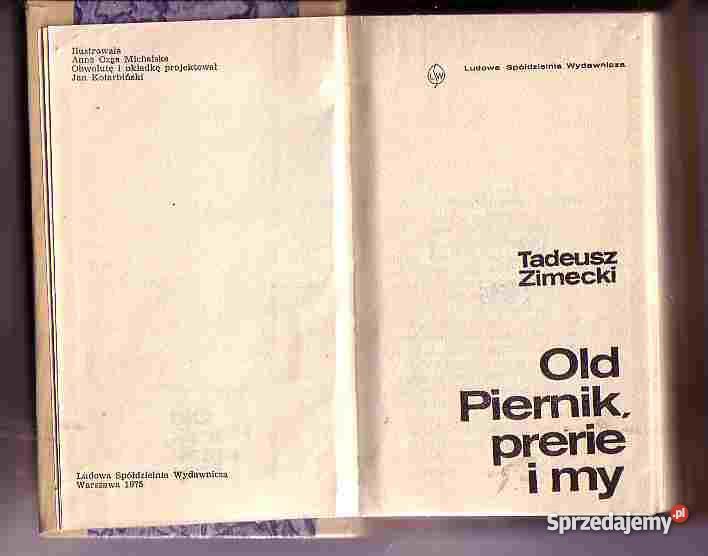 Ilustrowała
Anna Ozga Michalska
Obwolutę i okładkę projektował
Jan Kotarbiński
Ludowa Spółdzielnia Wydawnicza
Warszawa 1975
LSW
Ludowa Spółdzielnia Wydawnicza
Tadeusz
Zimecki
Old
Piernik,
prerie
i my
Sprzedajemy.pl